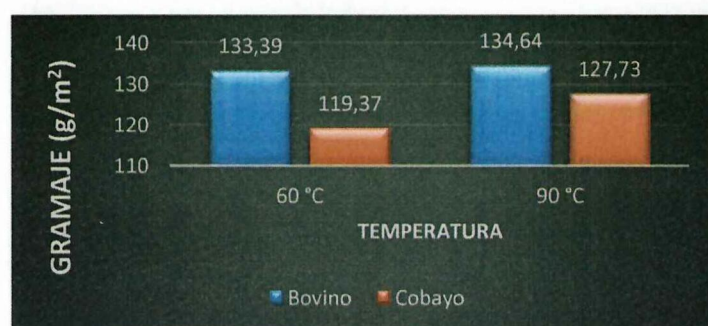 GRAMAJE (g/m²)
140
130
120
110
133,39
119,37
134,64
127,73
60 °C
90 °C
TEMPERATURA
Bovino
Cobayo